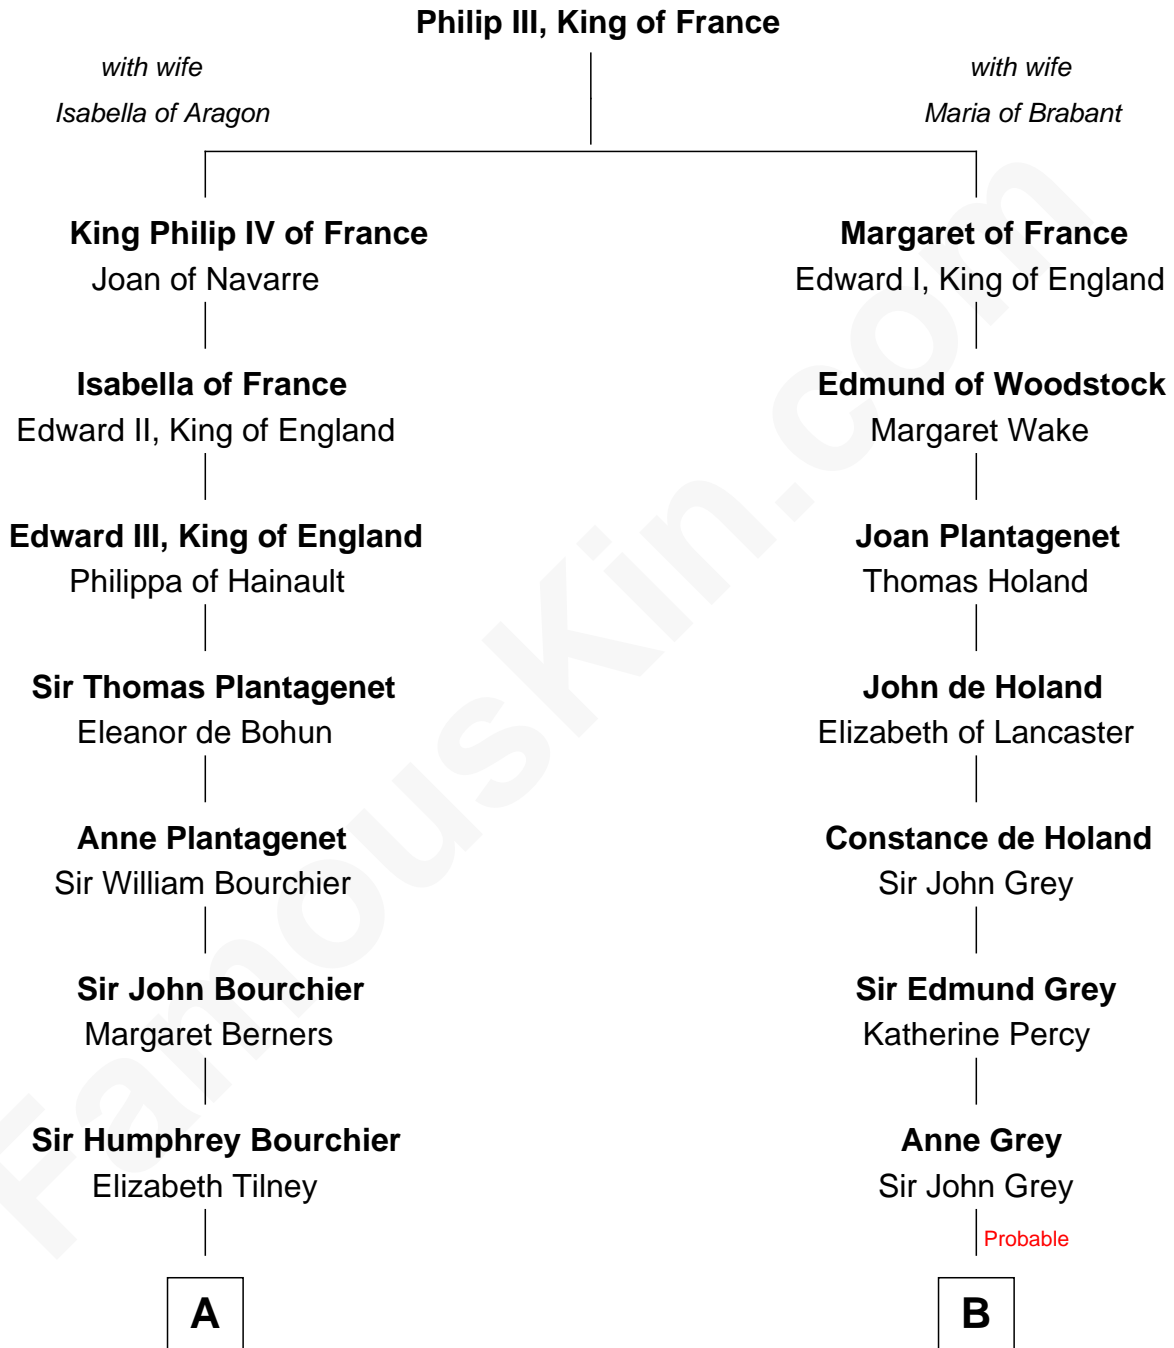 Philip III, King of France
with wife
Isabella of Aragon
with wife
Maria of Brabant
King Philip IV of France
Joan of Navarre
Margaret of France
Edward I, King of England
Isabella of France
Edward II, King of England
Edmund of Woodstock
Margaret Wake
Edward III, King of England
Philippa of Hainault
Joan Plantagenet
Thomas Holand
Sir Thomas Plantagenet
Eleanor de Bohun
John de Holand
Elizabeth of Lancaster
Anne Plantagenet
Sir William Bourchier
Constance de Holand
Sir John Grey
Sir John Bourchier
Margaret Berners
Sir Edmund Grey
Katherine Percy
Sir Humphrey Bourchier
Elizabeth Tilney
Anne Grey
Sir John Grey
Probable
A
B
FamousKin.com